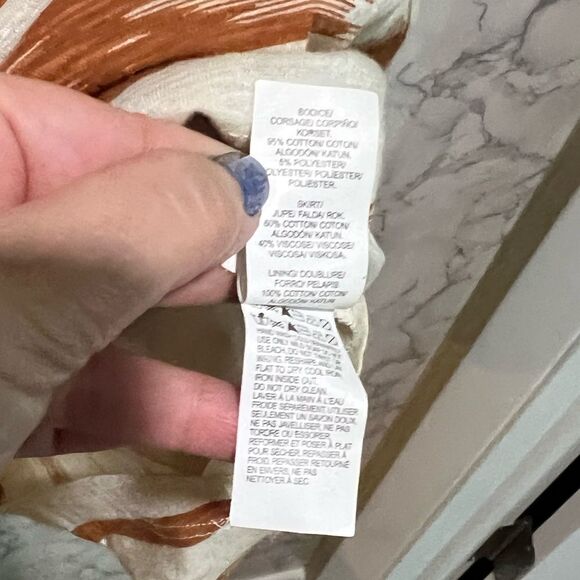 BODICE/
CORSAGE/ CORPIÑO/
KORSET.
95% COTTON/ COTON/
ALGODÓN/ KATUN.
5% POLYESTER/
POLYESTER/ POLIESTER/
POLIESTER.
SKIRT/
JUPE/ FALDA/ ROK.
60% COTTON/ COTON/
ALGODÓN/ KATUN.
40% VISCOSE/ VISCOSE/
VISCOSA/ VISKOSA.
LINING/ DOUBLURE/
FORRO/ PELAPIS
100% COTTON/ COTON/
ALGODÓN/ KATUN
USE ONLY MILD
BLEACH. DO NOT
FLAT TO DRY COOL IRON.
IRON INSIDE OUT.
DO NOT DRY CLEAN.
LAVER À LA MAIN À L'EAU
FROIDE SÉPARÉMENT UTILISER
SEULEMENT UN SAVON DOUX.
NE PAS JAVELLISER, NE PAS
TORDRE OU ESSORER,
REFORMER ET POSER À PLAT
POUR SÉCHER. REPASSER À
FROID. REPASSER RETOURNÉ
EN ENVERS. NE PAS
NETTOYER À SEC.